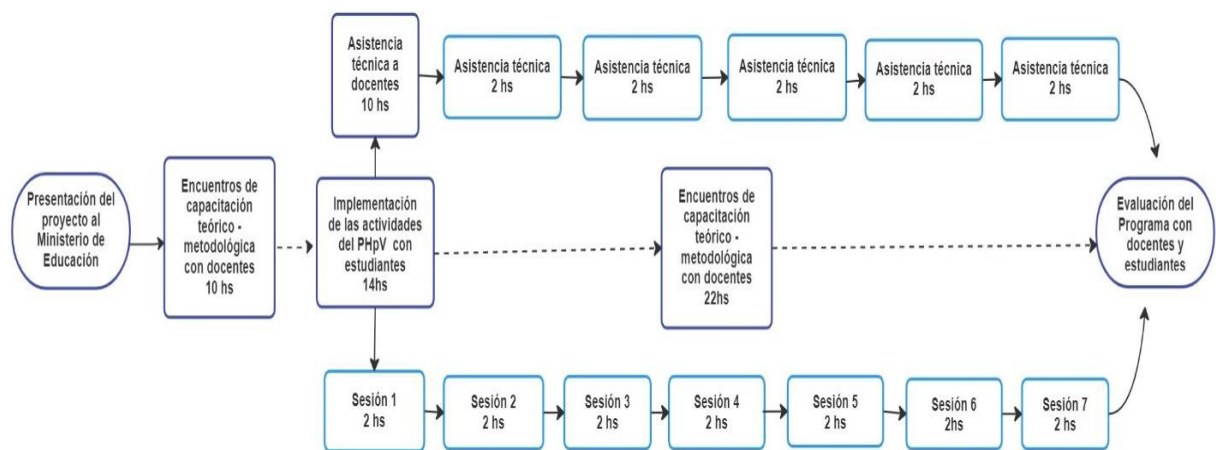 Asistencia
técnica a
docentes
10 hs
Asistencia técnica
2 hs
Asistencia técnica
2 hs
Asistencia técnica
2 hs
Asistencia técnica
2 hs
Asistencia técnica
2 hs
Presentación del
proyecto al
Ministerio de
Educación
Encuentros de
capacitación
teórico -
metodológica
con docentes
10 hs
Implementación
de las actividades
del PHpV con
estudiantes
14hs
Encuentros de
capacitación
teórico -
metodológica
con docentes
22hs
Evaluación del
Programa con
docentes y
estudiantes
Sesión 1
2 hs
Sesión 2
2 hs
Sesión 3
2 hs
Sesión 4
2 hs
Sesión 5
2 hs
Sesión 6
2hs
Sesión 7
2 hs